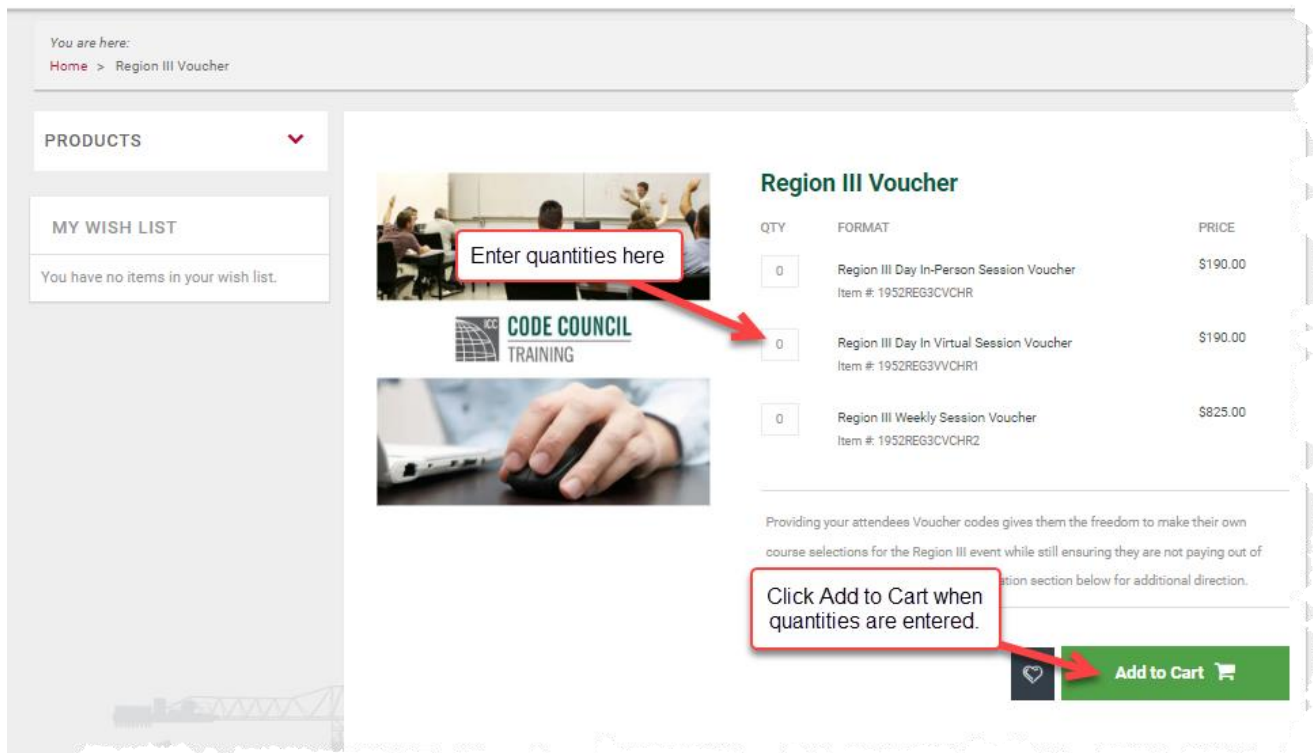 You are here:
Home > Region III Voucher
PRODUCTS
MY WISH LIST
You have no items in your wish list.
Enter quantities here
ICC CODE COUNCIL
TRAINING
Region III Voucher
QTY FORMAT PRICE
0 Region III Day In-Person Session Voucher $190.00
Item #: 1952REG3CVCHR
0 Region III Day In Virtual Session Voucher $190.00
Item #: 1952REG3VVCHR1
0 Region III Weekly Session Voucher $825.00
Item #: 1952REG3CVCHR2
Providing your attendees Voucher codes gives them the freedom to make their own
course selections for the Region III event while still ensuring they are not paying out of
section below for additional direction.
Click Add to Cart when
quantities are entered.
Add to Cart